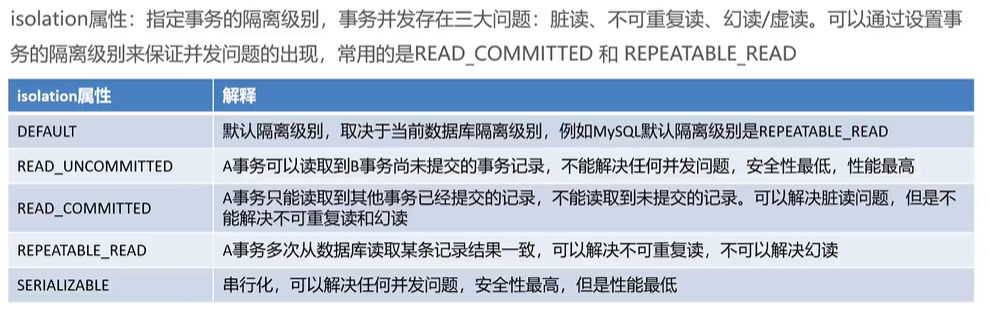 isolation属性：指定事务的隔离级别，事务并发存在三大问题：脏读、不可重复读、幻读/虚读。可以通过设置事
务的隔离级别来保证并发问题的出现，常用的是READ_COMMITTED 和 REPEATABLE_READ
isolation属性 解释
DEFAULT 默认隔离级别，取决于当前数据库隔离级别，例如MySQL默认隔离级别是REPEATABLE_READ
READ_UNCOMMITTED A事务可以读取到B事务尚未提交的事务记录，不能解决任何并发问题，安全性最低，性能最高
READ_COMMITTED A事务只能读取到其他事务已经提交的记录，不能读取到未提交的记录。可以解决脏读问题，但是不
能解决不可重复读和幻读
REPEATABLE_READ A事务多次从数据库读取某条记录结果一致，可以解决不可重复读，不可以解决幻读
SERIALIZABLE 串行化，可以解决任何并发问题，安全性最高，但是性能最低